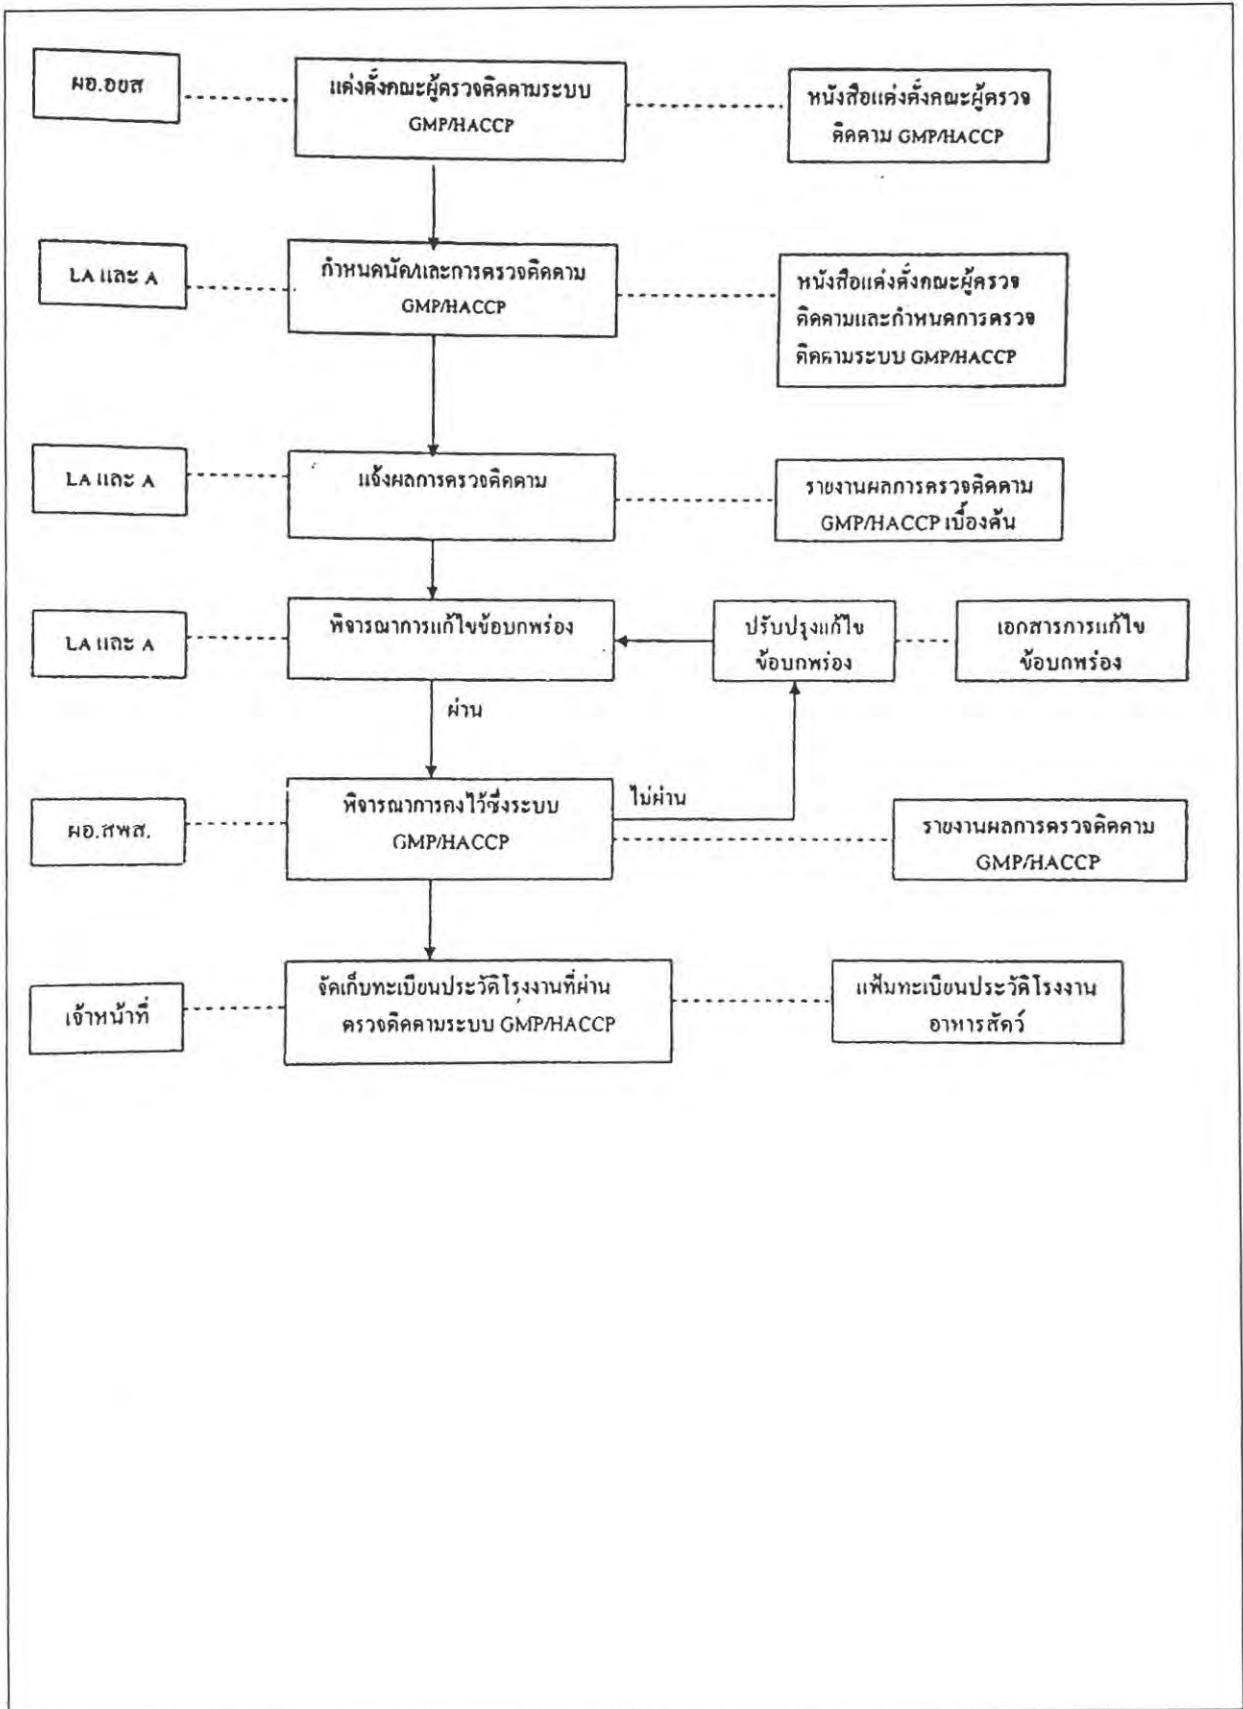 ผอ.อยส
แต่งตั้งคณะผู้ตรวจติดตามระบบ
GMP/HACCP
หนังสือแต่งตั้งคณะผู้ตรวจ
ติดตาม GMP/HACCP
LA และ A
กำหนดนัด/และการตรวจติดตาม
GMP/HACCP
หนังสือแต่งตั้งคณะผู้ตรวจ
ติดตามและกำหนดการตรวจ
ติดตามระบบ GMP/HACCP
LA และ A
แจ้งผลการตรวจติดตาม
รายงานผลการตรวจติดตาม
GMP/HACCP เบื้องต้น
LA และ A
พิจารณาการแก้ไขข้อบกพร่อง
ปรับปรุงแก้ไข
ข้อบกพร่อง
เอกสารการแก้ไข
ข้อบกพร่อง
ผ่าน
ผอ.สพส.
พิจารณาการคงไว้ซึ่งระบบ
GMP/HACCP
ไม่ผ่าน
รายงานผลการตรวจติดตาม
GMP/HACCP
เจ้าหน้าที่
จัดเก็บทะเบียนประวัติโรงงานที่ผ่าน
ตรวจติดตามระบบ GMP/HACCP
แฟ้มทะเบียนประวัติโรงงาน
อาหารสัตว์